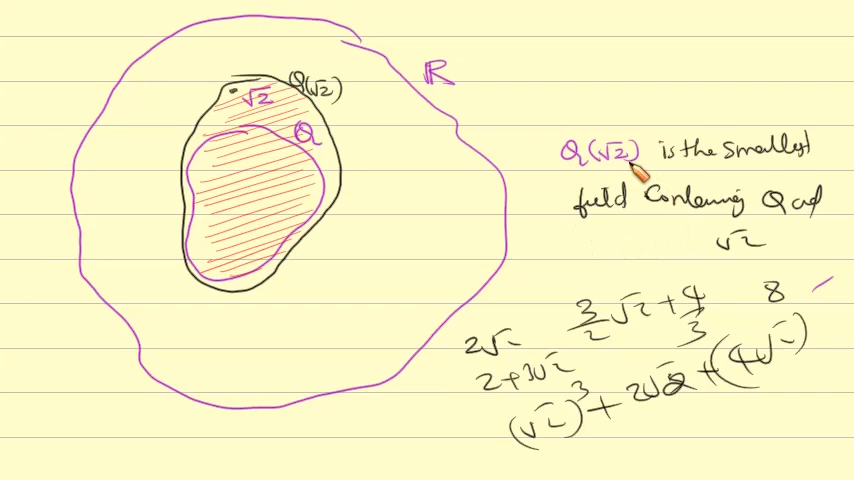 ℝ
Q(√2)
√2
Q
Q(√2) is the smallest
field containing Q and
√2
2√2
3/2 √2 + 4/3
8
2+3√2
(√2)³ + 2√2 + (4√2)